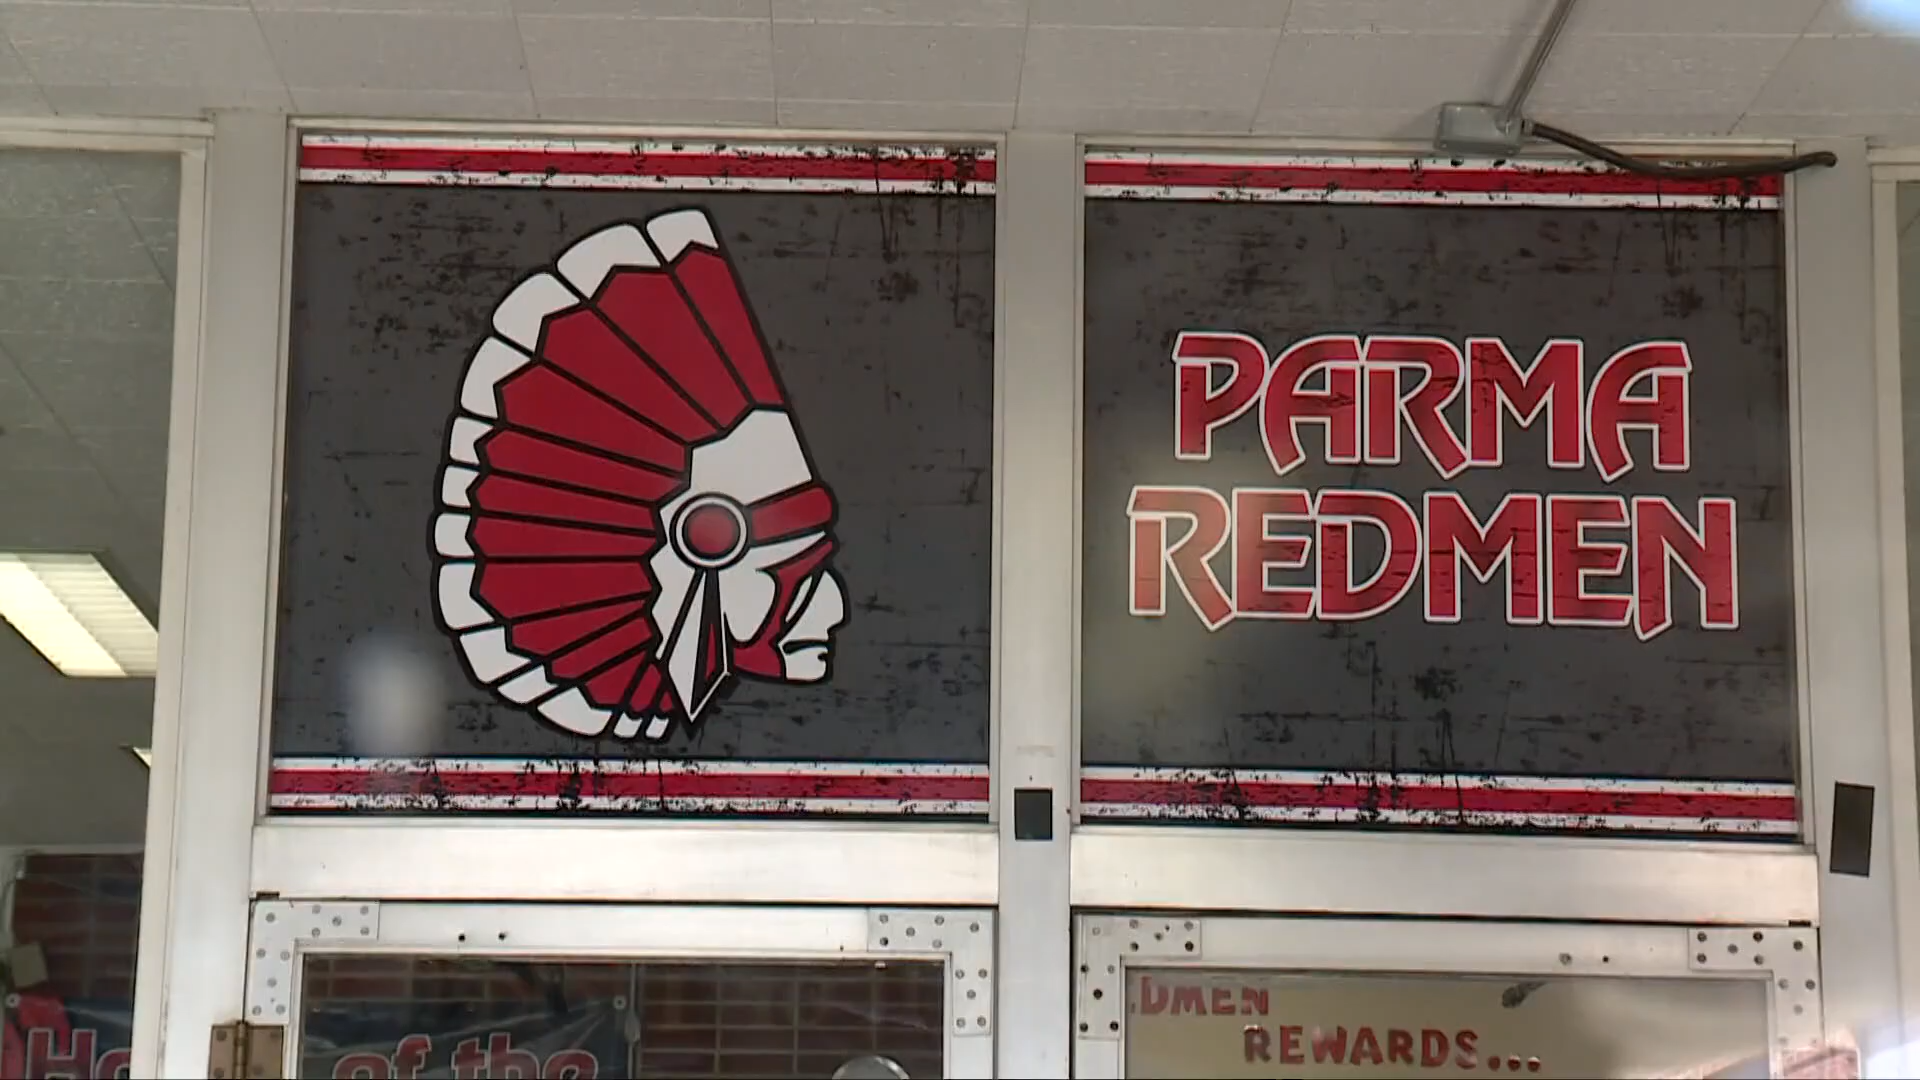 PARMA
REDMEN
DMEN
REWARDS...
of the